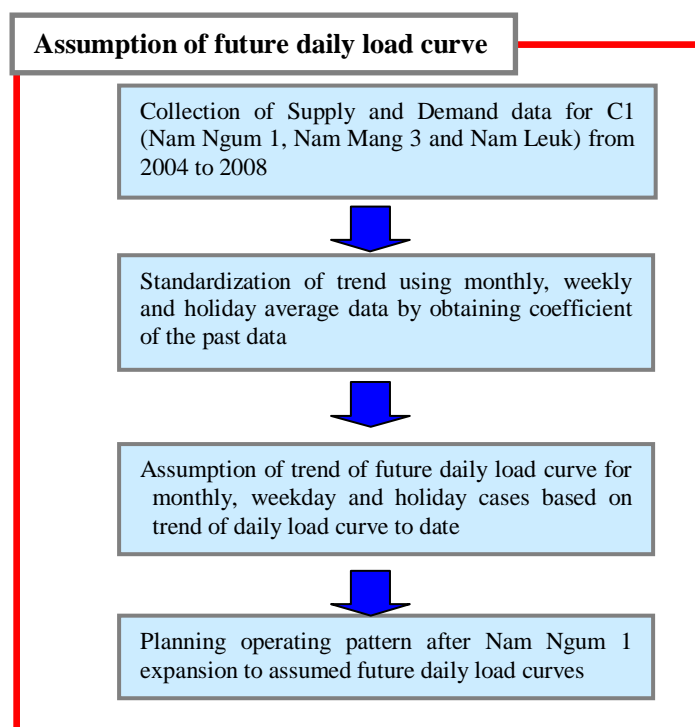 Assumption of future daily load curve
Collection of Supply and Demand data for C1
(Nam Ngum 1, Nam Mang 3 and Nam Leuk) from
2004 to 2008
Standardization of trend using monthly, weekly
and holiday average data by obtaining coefficient
of the past data
Assumption of trend of future daily load curve for
monthly, weekday and holiday cases based on
trend of daily load curve to date
Planning operating pattern after Nam Ngum 1
expansion to assumed future daily load curves